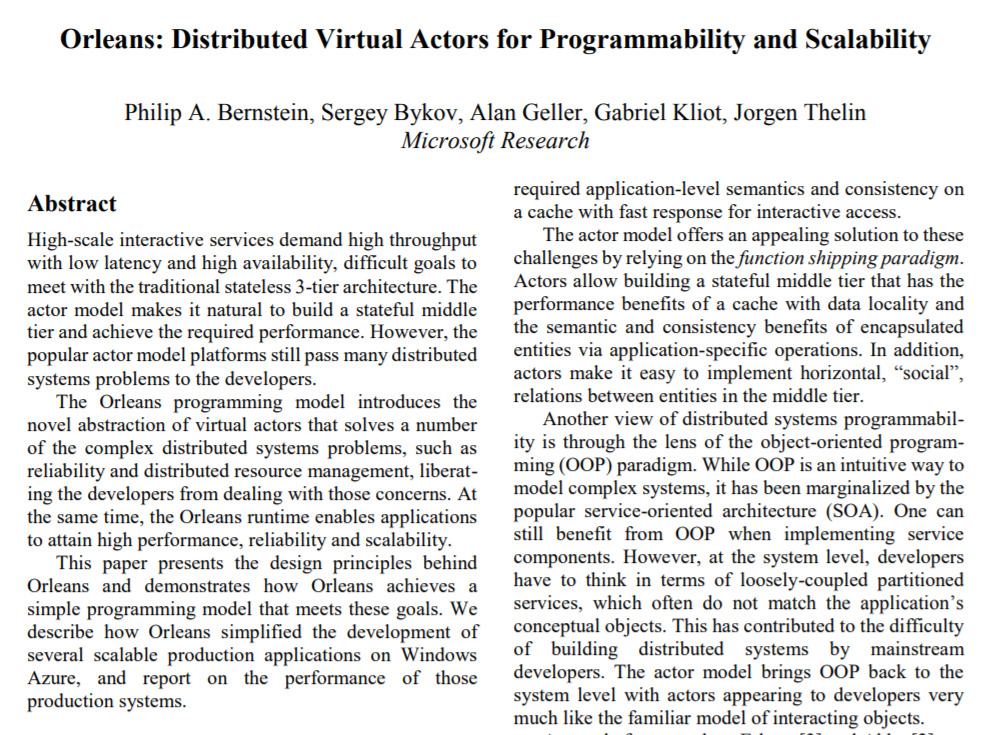 Orleans: Distributed Virtual Actors for Programmability and Scalability
Philip A. Bernstein, Sergey Bykov, Alan Geller, Gabriel Kliot, Jorgen Thelin
Microsoft Research
Abstract
High-scale interactive services demand high throughput
with low latency and high availability, difficult goals to
meet with the traditional stateless 3-tier architecture. The
actor model makes it natural to build a stateful middle
tier and achieve the required performance. However, the
popular actor model platforms still pass many distributed
systems problems to the developers.
The Orleans programming model introduces the
novel abstraction of virtual actors that solves a number
of the complex distributed systems problems, such as
reliability and distributed resource management, liberat-
ing the developers from dealing with those concerns. At
the same time, the Orleans runtime enables applications
to attain high performance, reliability and scalability.
This paper presents the design principles behind
Orleans and demonstrates how Orleans achieves a
simple programming model that meets these goals. We
describe how Orleans simplified the development of
several scalable production applications on Windows
Azure, and report on the performance of those
production systems.
required application-level semantics and consistency on
a cache with fast response for interactive access.
The actor model offers an appealing solution to these
challenges by relying on the function shipping paradigm.
Actors allow building a stateful middle tier that has the
performance benefits of a cache with data locality and
the semantic and consistency benefits of encapsulated
entities via application-specific operations. In addition,
actors make it easy to implement horizontal, “social”,
relations between entities in the middle tier.
Another view of distributed systems programmabil-
ity is through the lens of the object-oriented program-
ming (OOP) paradigm. While OOP is an intuitive way to
model complex systems, it has been marginalized by the
popular service-oriented architecture (SOA). One can
still benefit from OOP when implementing service
components. However, at the system level, developers
have to think in terms of loosely-coupled partitioned
services, which often do not match the application’s
conceptual objects. This has contributed to the difficulty
of building distributed systems by mainstream
developers. The actor model brings OOP back to the
system level with actors appearing to developers very
much like the familiar model of interacting objects.